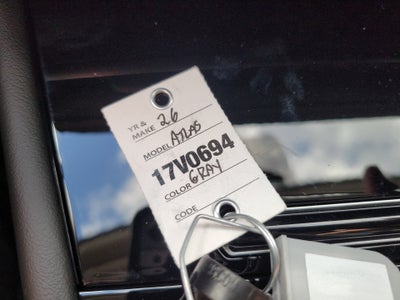 YR &
MAKE 26
MODEL ATLAS
17V0694
COLOR GRAY
CODE